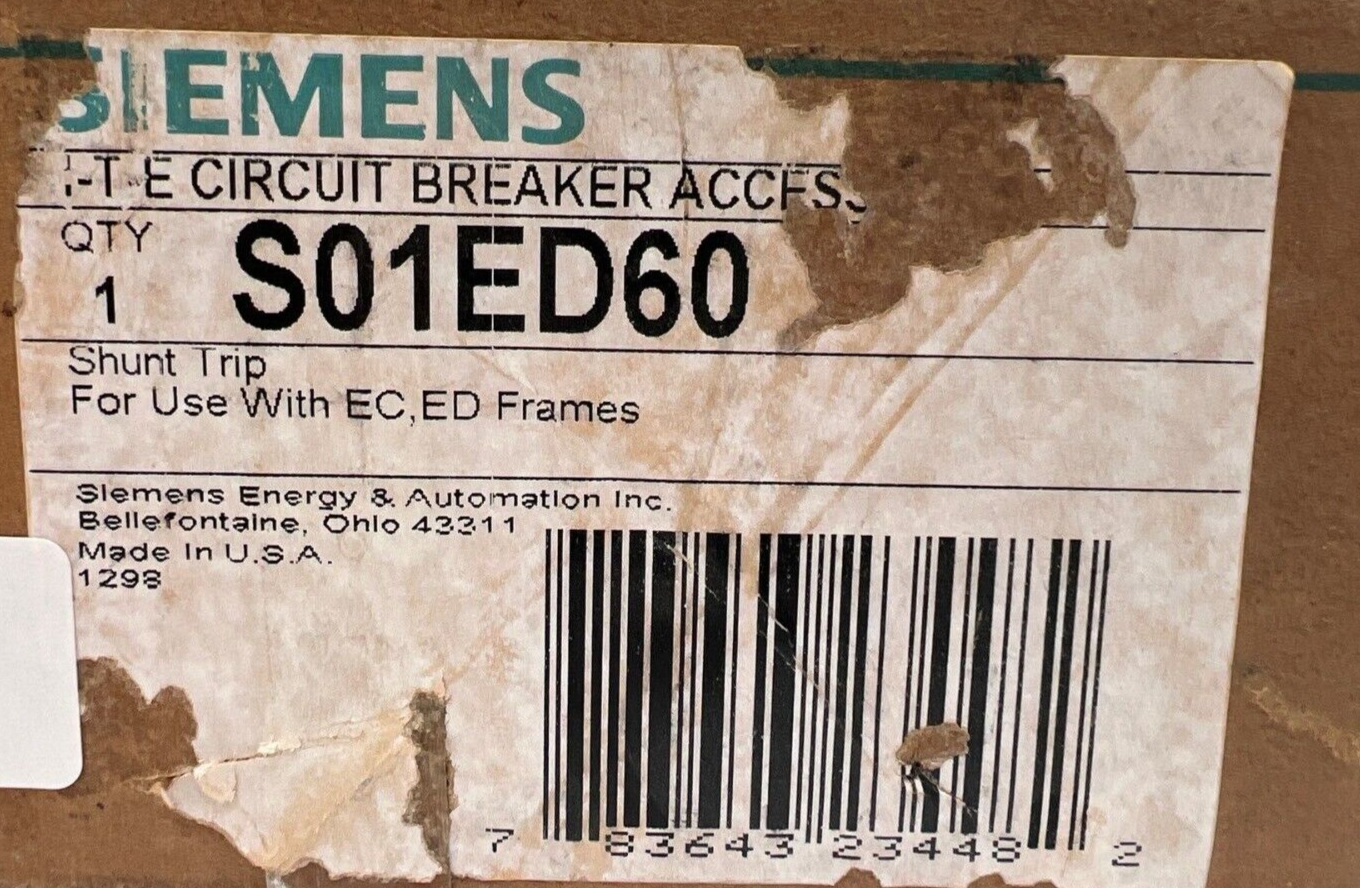 SIEMENS
I-T-E CIRCUIT BREAKER
QTY
1 S01ED60
Shunt Trip
For Use With EC,ED Frames
Siemens Energy & Automation Inc.
Bellefontaine, Ohio 43311
Made In U.S.A.
1298
7 83643 23448 2